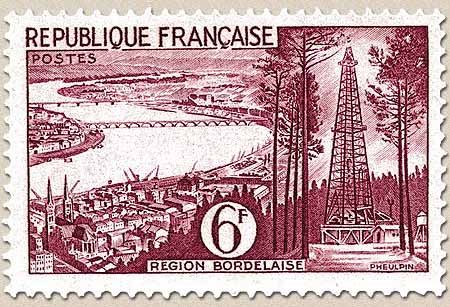 REPUBLIQUE FRANÇAISE
POSTES
6F
REGION BORDELAISE
PHEULPIN